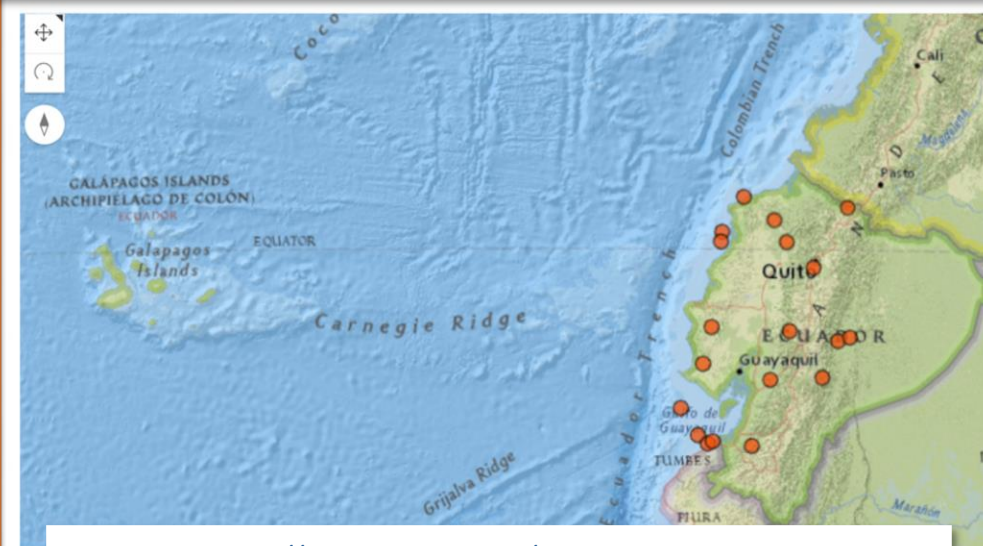 Coco
Colombian Trench
Cali
Magdalena
Pasto
A N D E
GALÁPAGOS ISLANDS
(ARCHIPIÉLAGO DE COLÓN)
ECUADOR
Galapagos
Islands
EQUATOR
Quito
Carnegie Ridge
Ecuador Trench
ECUADOR
Guayaquil
Golfo de
Guayaquil
TUMBES
Grijalva Ridge
PIURA
Marañón